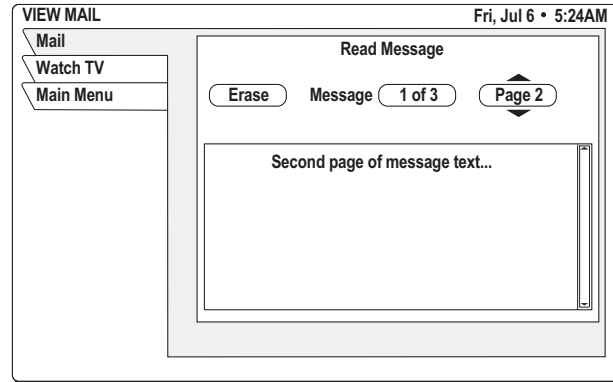 VIEW MAIL Fri, Jul 6 • 5:24AM
Mail
Watch TV
Main Menu
Read Message
Erase Message 1 of 3 Page 2
Second page of message text...